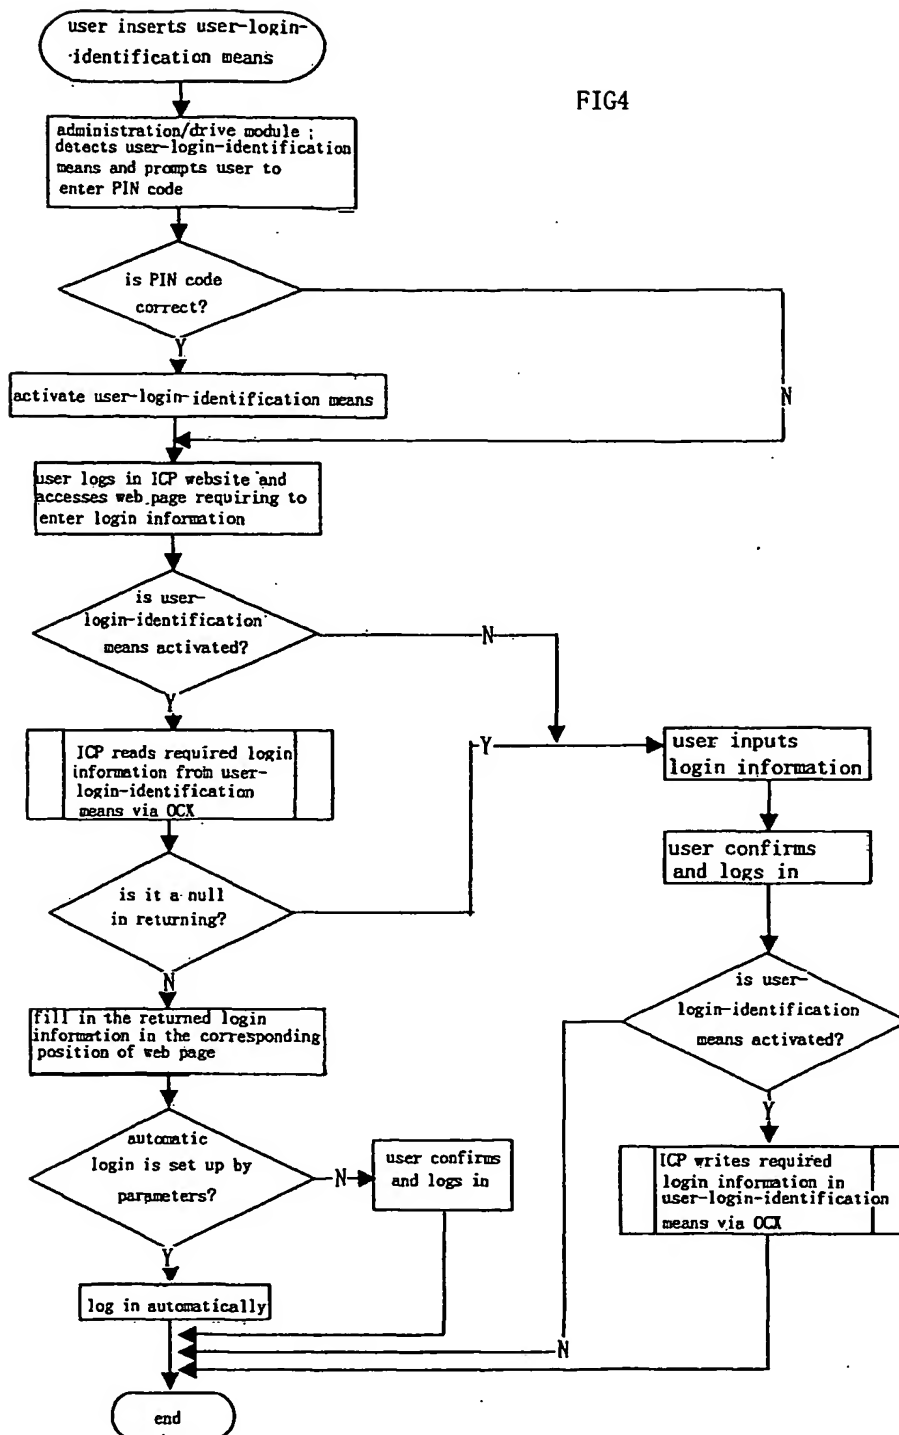 user inserts user-login-
identification means
FIG4
administration/drive module ;
detects user-login-identification
means and prompts user to
enter PIN code
is PIN code
correct?
Y
N
activate user-login-identification means
user logs in ICP website and
accesses web page requiring to
enter login information
is user-
login-identification
means activated?
N
Y
ICP reads required login
information from user-
login-identification
means via OCX
Y
user inputs
login information
user confirms
and logs in
is it a null
in returning?
N
is user-
login-identification
means activated?
fill in the returned login
information in the corresponding
position of web page
Y
automatic
login is set up by
parameters?
N
user confirms
and logs in
ICP writes required
login information in
user-login-identification
means via OCX
Y
log in automatically
N
end